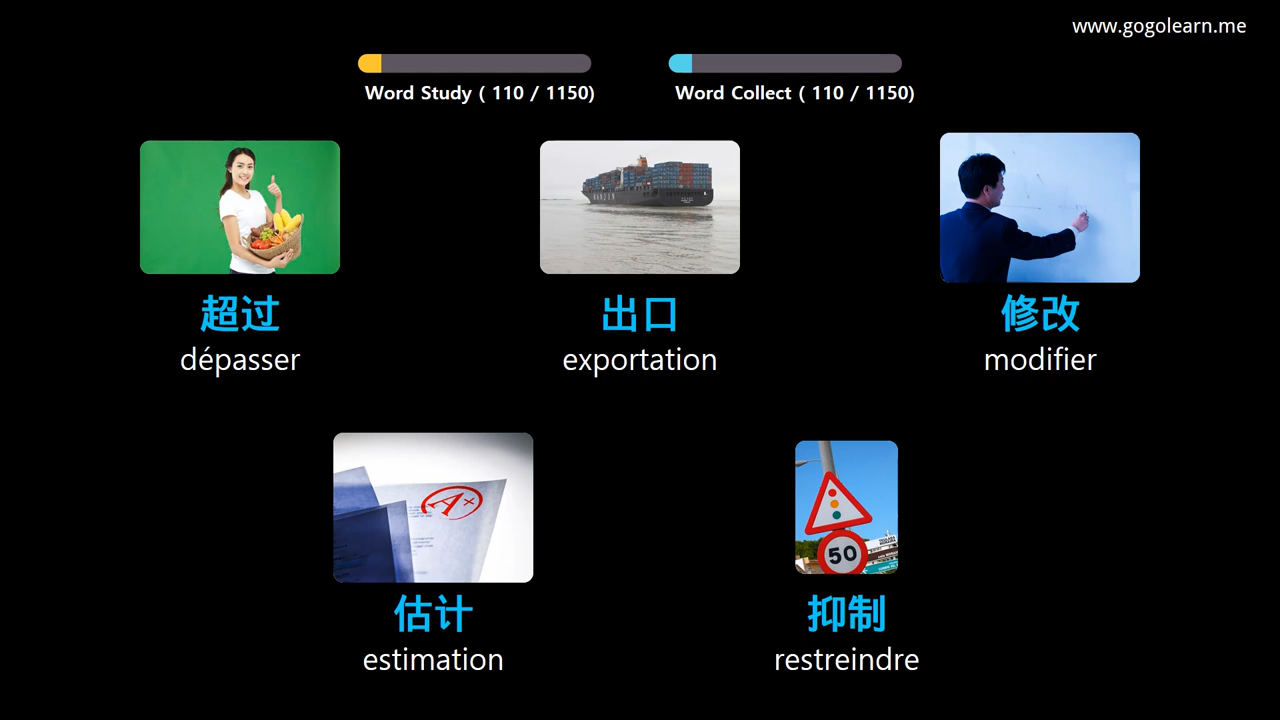 www.gogolearn.me
Word Study ( 110 / 1150)
Word Collect ( 110 / 1150)
超过
dépasser
出口
exportation
修改
modifier
A+
估计
estimation
50
抑制
restreindre